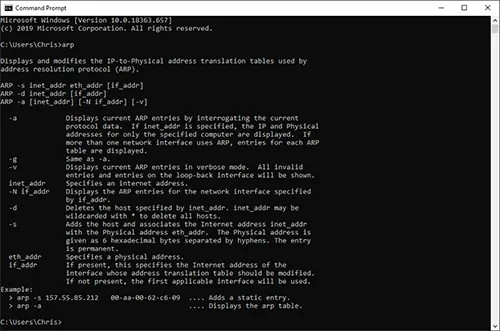 Command Prompt
Microsoft Windows [Version 10.0.18363.657]
(c) 2019 Microsoft Corporation. All rights reserved.
C:\Users\Chris>arp
Displays and modifies the IP-to-Physical address translation tables used by
address resolution protocol (ARP).
ARP -s inet_addr eth_addr [if_addr]
ARP -d inet_addr [if_addr]
ARP -a [inet_addr] [-N if_addr] [-v]
-a Displays current ARP entries by interrogating the current
protocol data. If inet_addr is specified, the IP and Physical
addresses for only the specified computer are displayed. If
more than one network interface uses ARP, entries for each ARP
table are displayed.
-g Same as -a.
-v Displays current ARP entries in verbose mode. All invalid
entries and entries on the loop-back interface will be shown.
inet_addr Specifies an internet address.
-N if_addr Displays the ARP entries for the network interface specified
by if_addr.
-d Deletes the host specified by inet_addr. inet_addr may be
wildcarded with * to delete all hosts.
-s Adds the host and associates the Internet address inet_addr
with the Physical address eth_addr. The Physical address is
given as 6 hexadecimal bytes separated by hyphens. The entry
is permanent.
eth_addr Specifies a physical address.
if_addr If present, this specifies the Internet address of the
interface whose address translation table should be modified.
If not present, the first applicable interface will be used.
Example:
> arp -s 157.55.85.212 00-aa-00-62-c6-09 .... Adds a static entry.
> arp -a .... Displays the arp table.
C:\Users\Chris>